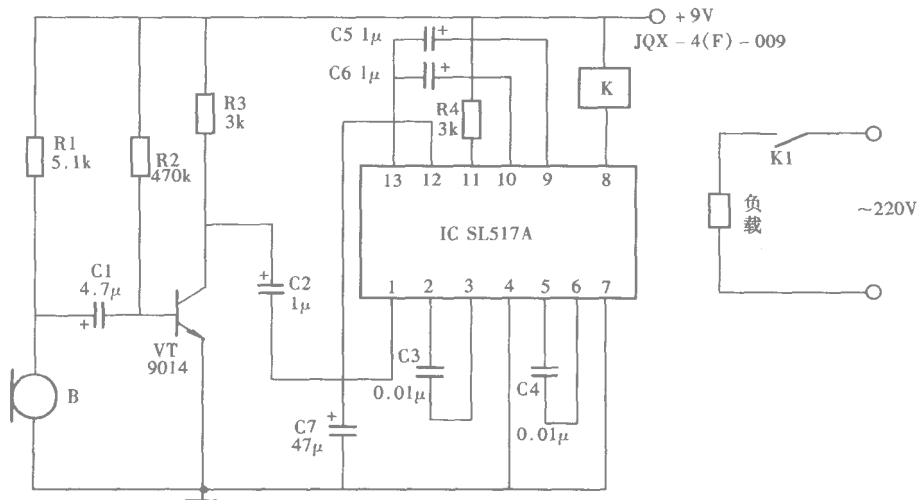 +9V
JQX-4(F)-009
C5 1μ
+
C6 1μ
+
K
R3
3k
R4
3k
R1
5.1k
R2
470k
K1
负载
~220V
13 12 11 10 9 8
IC SL517A
1 2 3 4 5 6 7
C1
4.7μ
+
+
C2
1μ
VT
9014
C3
0.01μ
C4
0.01μ
B
C7
47μ
+